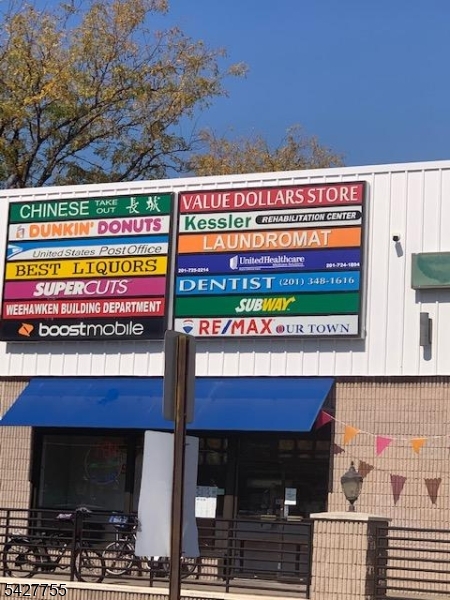 CHINESE TAKE OUT 長城
DUNKIN' DONUTS
United States Post Office
BEST LIQUORS
SUPERCUTS
WEEHAWKEN BUILDING DEPARTMENT
boostmobile
VALUE DOLLARS STORE
Kessler REHABILITATION CENTER
LAUNDROMAT
UnitedHealthcare
DENTIST (201) 348-1616
SUBWAY
RE/MAX OUR TOWN
5427755